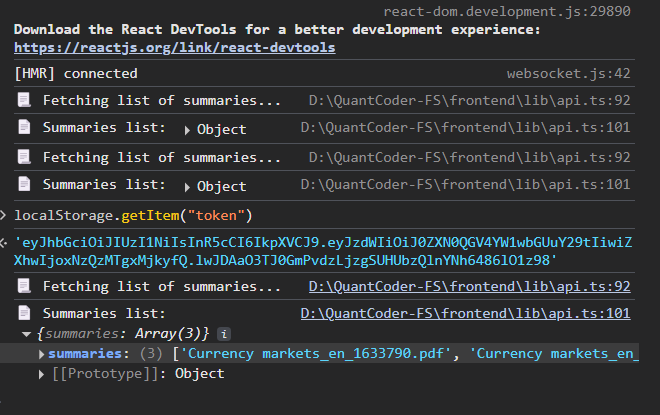 react-dom.development.js:29890
Download the React DevTools for a better development experience:
https://reactjs.org/link/react-devtools
[HMR] connected websocket.js:42
Fetching list of summaries... D:\QuantCoder-FS\frontend\lib\api.ts:92
Summaries list: ▶ Object D:\QuantCoder-FS\frontend\lib\api.ts:101
Fetching list of summaries... D:\QuantCoder-FS\frontend\lib\api.ts:92
Summaries list: ▶ Object D:\QuantCoder-FS\frontend\lib\api.ts:101
> localStorage.getItem("token")
'eyJhbGciOiJIUzI1NiIsInR5cCI6IkpXVCJ9.eyJzdWIiOiJ0ZXN0QGV4YW1wbGUuY29tIiwiZ
XhwIjoxNzQzMTgxMjkyfQ.lwJDAaO3TJ0GmPvdzLjzgSUHUbzQlnYNh6486lO1z98'
Fetching list of summaries... D:\QuantCoder-FS\frontend\lib\api.ts:92
Summaries list: D:\QuantCoder-FS\frontend\lib\api.ts:101
▼ {summaries: Array(3)} i
▶ summaries: (3) ['Currency markets_en_1633790.pdf', 'Currency markets_en_
▶ [[Prototype]]: Object